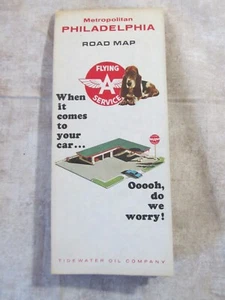 Metropolitan
PHILADELPHIA
ROAD MAP
FLYING
A
SERVICE
When
it
comes
to
your
car...
Ooooh,
do
we
worry!
TIDEWATER OIL COMPANY